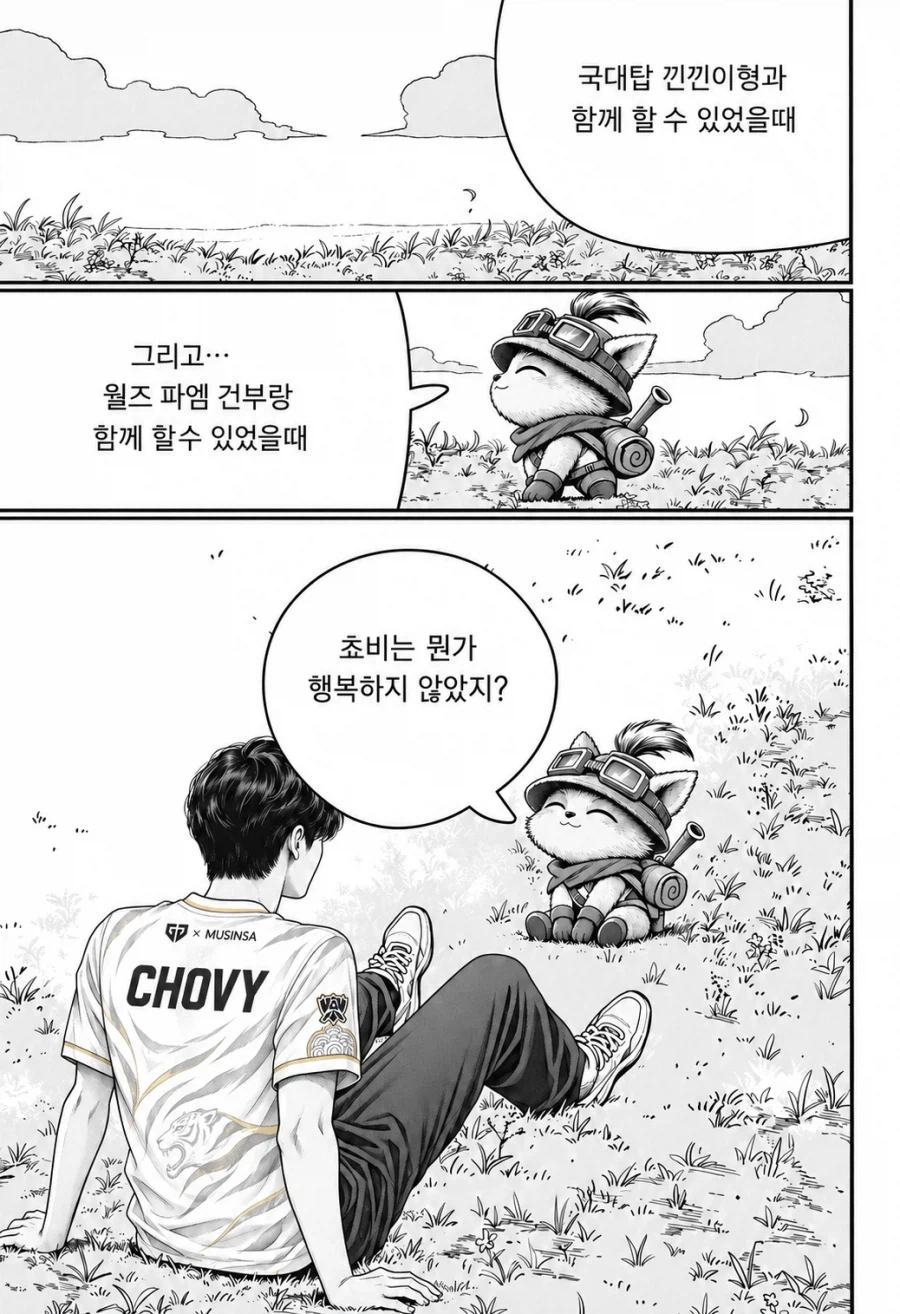 국대탑 낀낀이형과
함께 할 수 있었을때
그리고…
월즈 파엠 건부랑
함께 할수 있었을때
쵸비는 뭔가
행복하지 않았지?
GG × MUSINSA
CHOVY